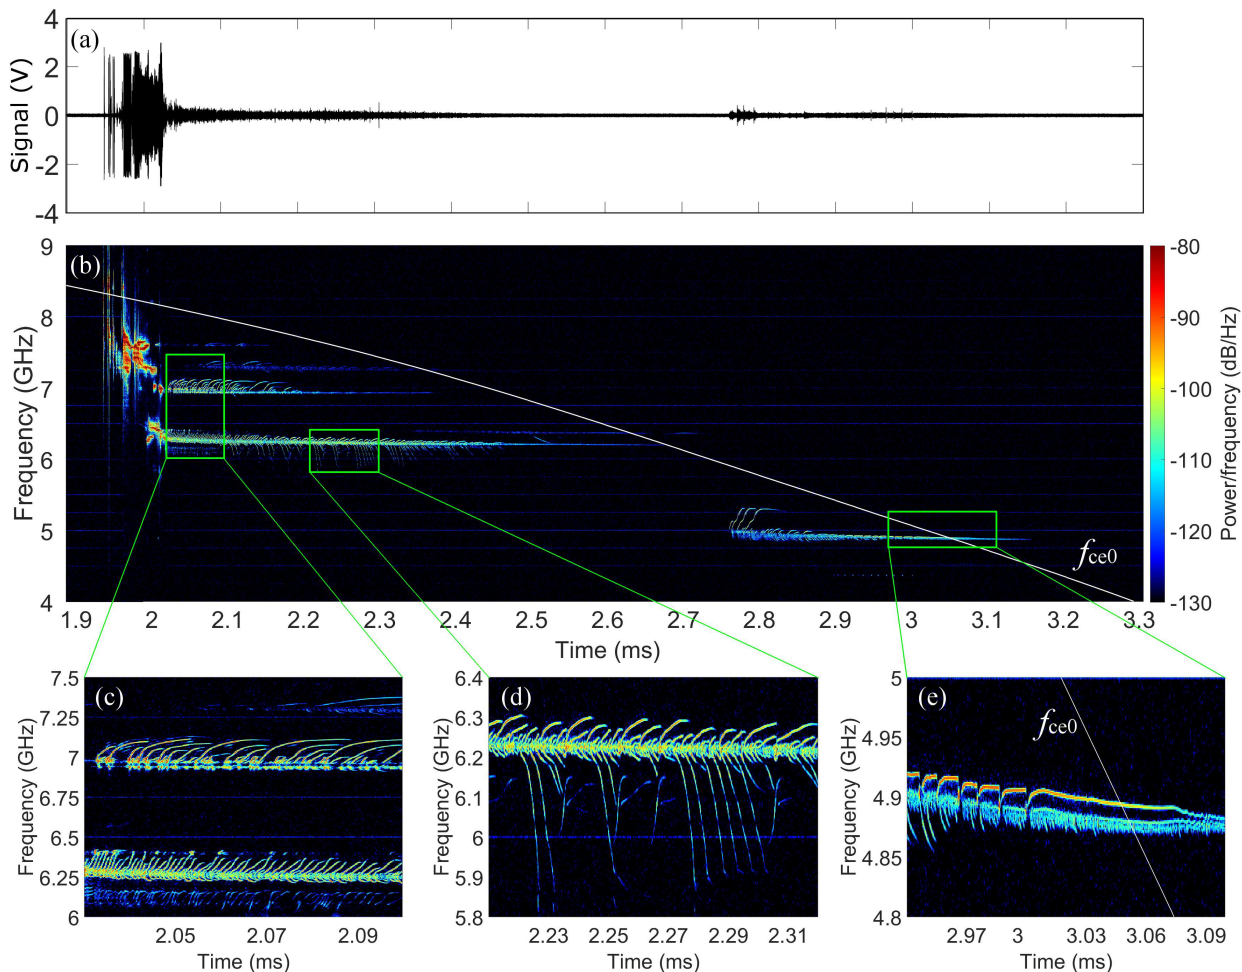 (a)
Signal (V)
4
2
0
-2
-4
(b)
Frequency (GHz)
9
8
7
6
5
4
fce0
1.9 2 2.1 2.2 2.3 2.4 2.5 2.6 2.7 2.8 2.9 3 3.1 3.2 3.3
Time (ms)
-80
-90
-100
-110
-120
-130
Power/frequency (dB/Hz)
(c)
Frequency (GHz)
7.5
7.25
7
6.75
6.5
6.25
6
2.05 2.07 2.09
Time (ms)
(d)
Frequency (GHz)
6.4
6.3
6.2
6.1
6
5.9
5.8
2.23 2.25 2.27 2.29 2.31
Time (ms)
(e)
fce0
Frequency (GHz)
5
4.95
4.9
4.85
4.8
2.97 3 3.03 3.06 3.09
Time (ms)